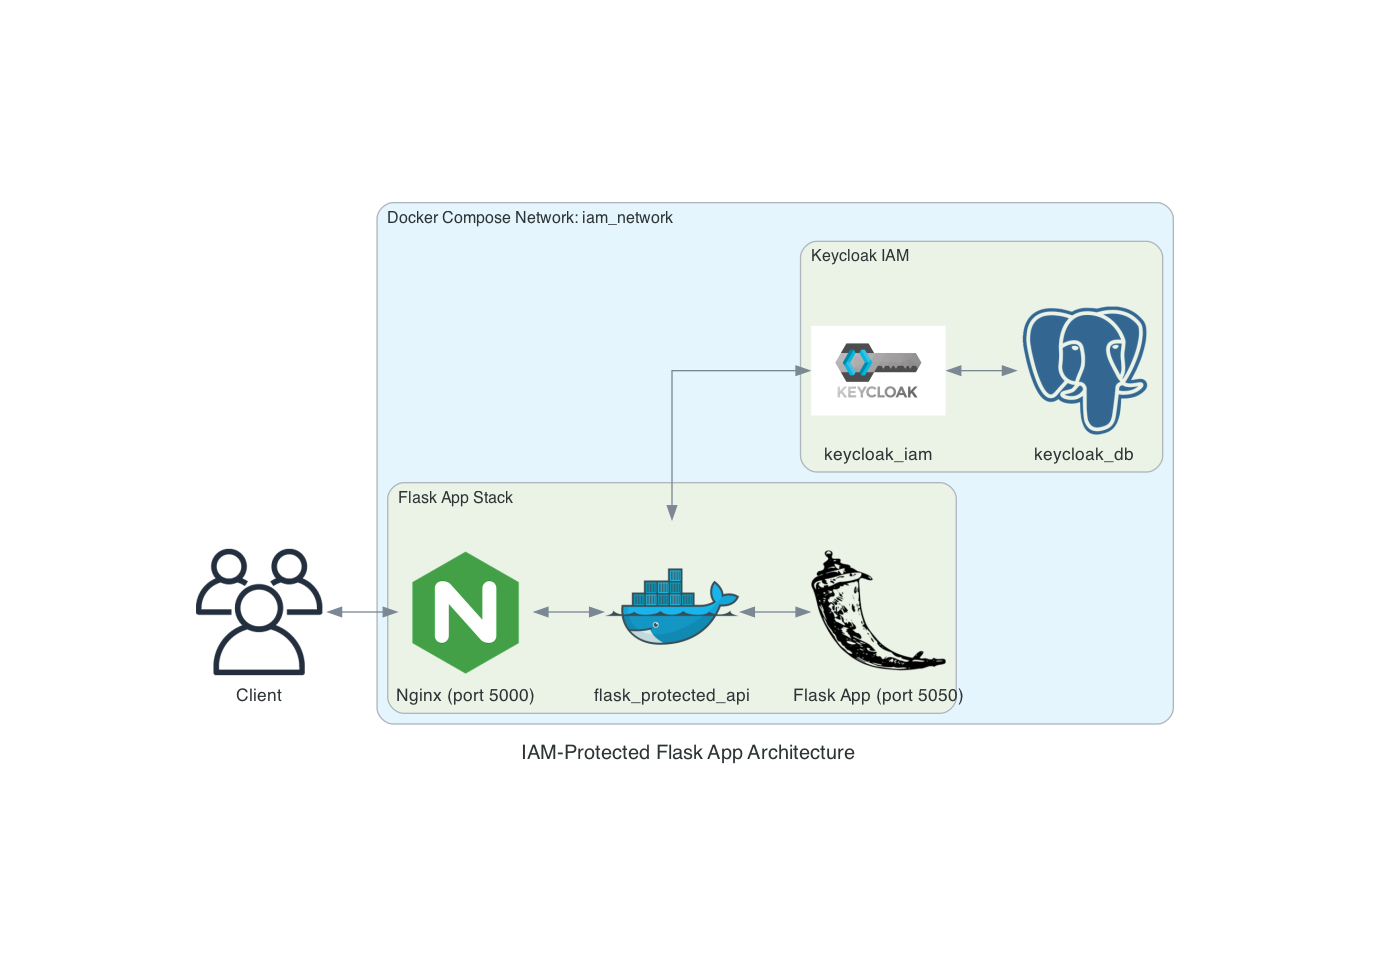 Docker Compose Network: iam_network
Keycloak IAM
KEYCLOAK
keycloak_iam
keycloak_db
Flask App Stack
Client
Nginx (port 5000)
flask_protected_api
Flask App (port 5050)
IAM-Protected Flask App Architecture